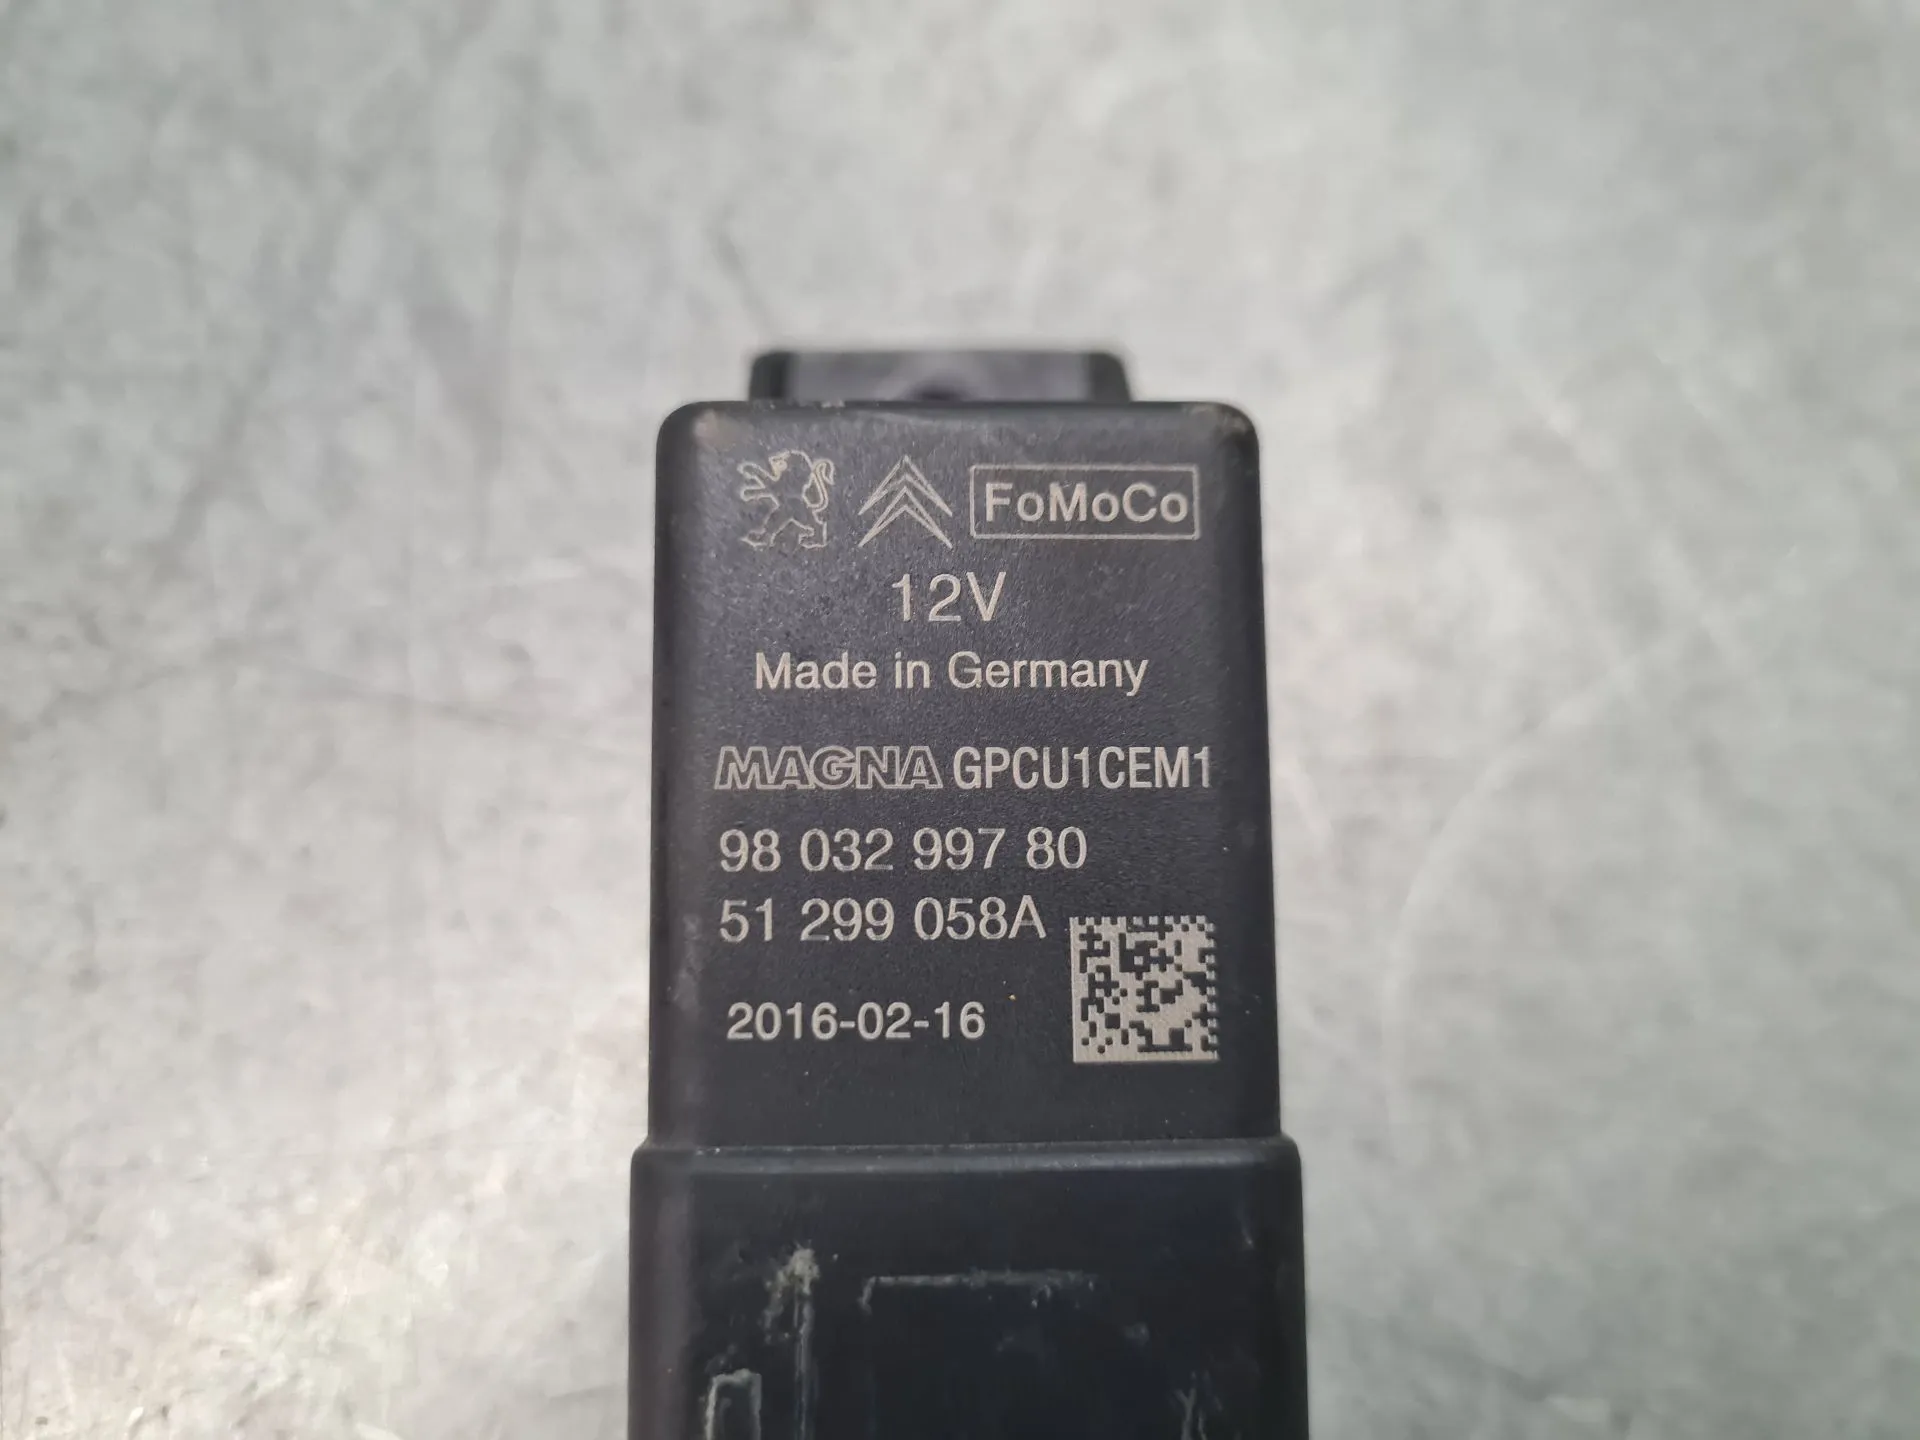 FoMoCo
12V
Made in Germany
MAGNA GPCU1CEM1
98 032 997 80
51 299 058A
2016-02-16